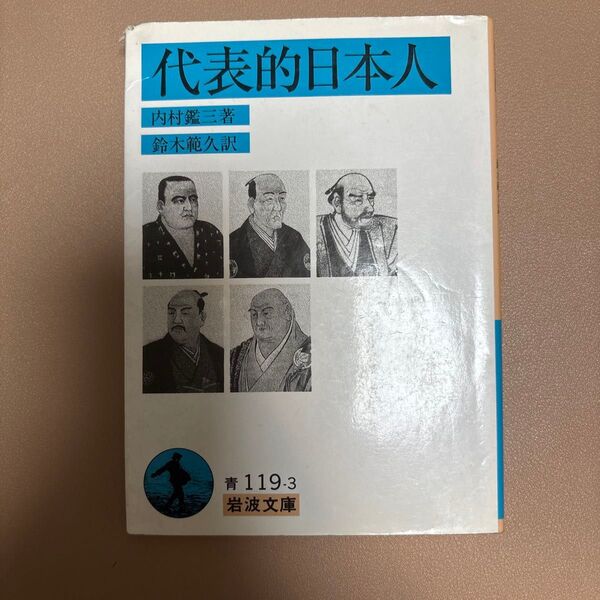 代表的日本人
内村鑑三著
鈴木範久訳
青 119-3
岩波文庫